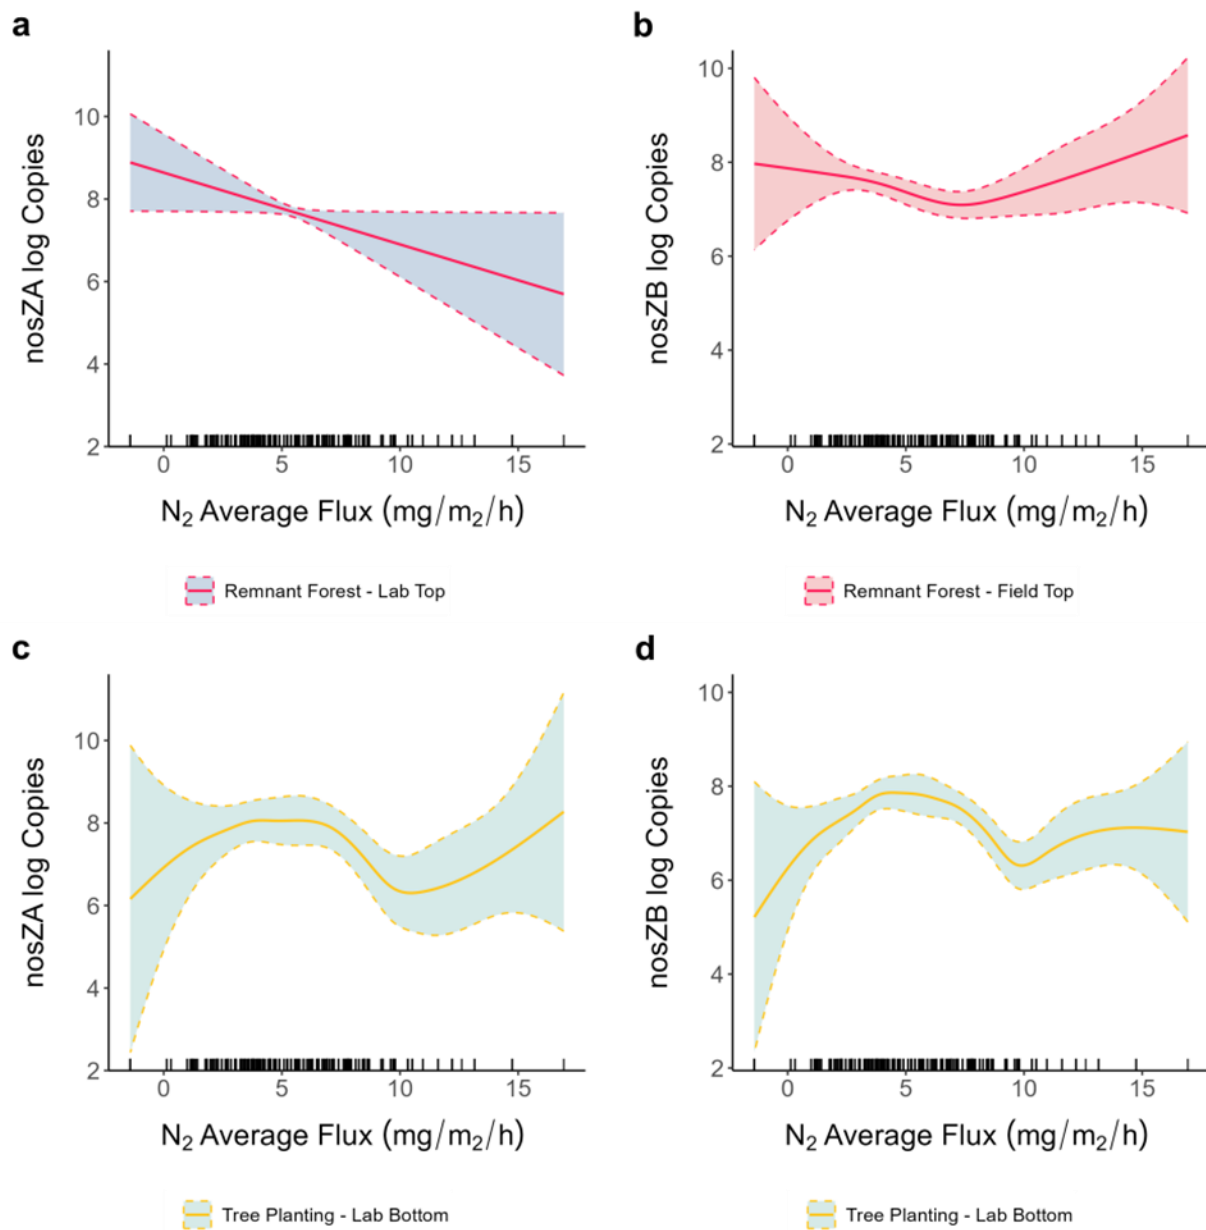 a
nosZA log Copies
10
8
6
4
2
0 5 10 15
N₂ Average Flux (mg/m₂/h)
Remnant Forest - Lab Top
b
nosZB log Copies
10
8
6
4
2
0 5 10 15
N₂ Average Flux (mg/m₂/h)
Remnant Forest - Field Top
c
nosZA log Copies
10
8
6
4
2
0 5 10 15
N₂ Average Flux (mg/m₂/h)
Tree Planting - Lab Bottom
d
nosZB log Copies
10
8
6
4
2
0 5 10 15
N₂ Average Flux (mg/m₂/h)
Tree Planting - Lab Bottom